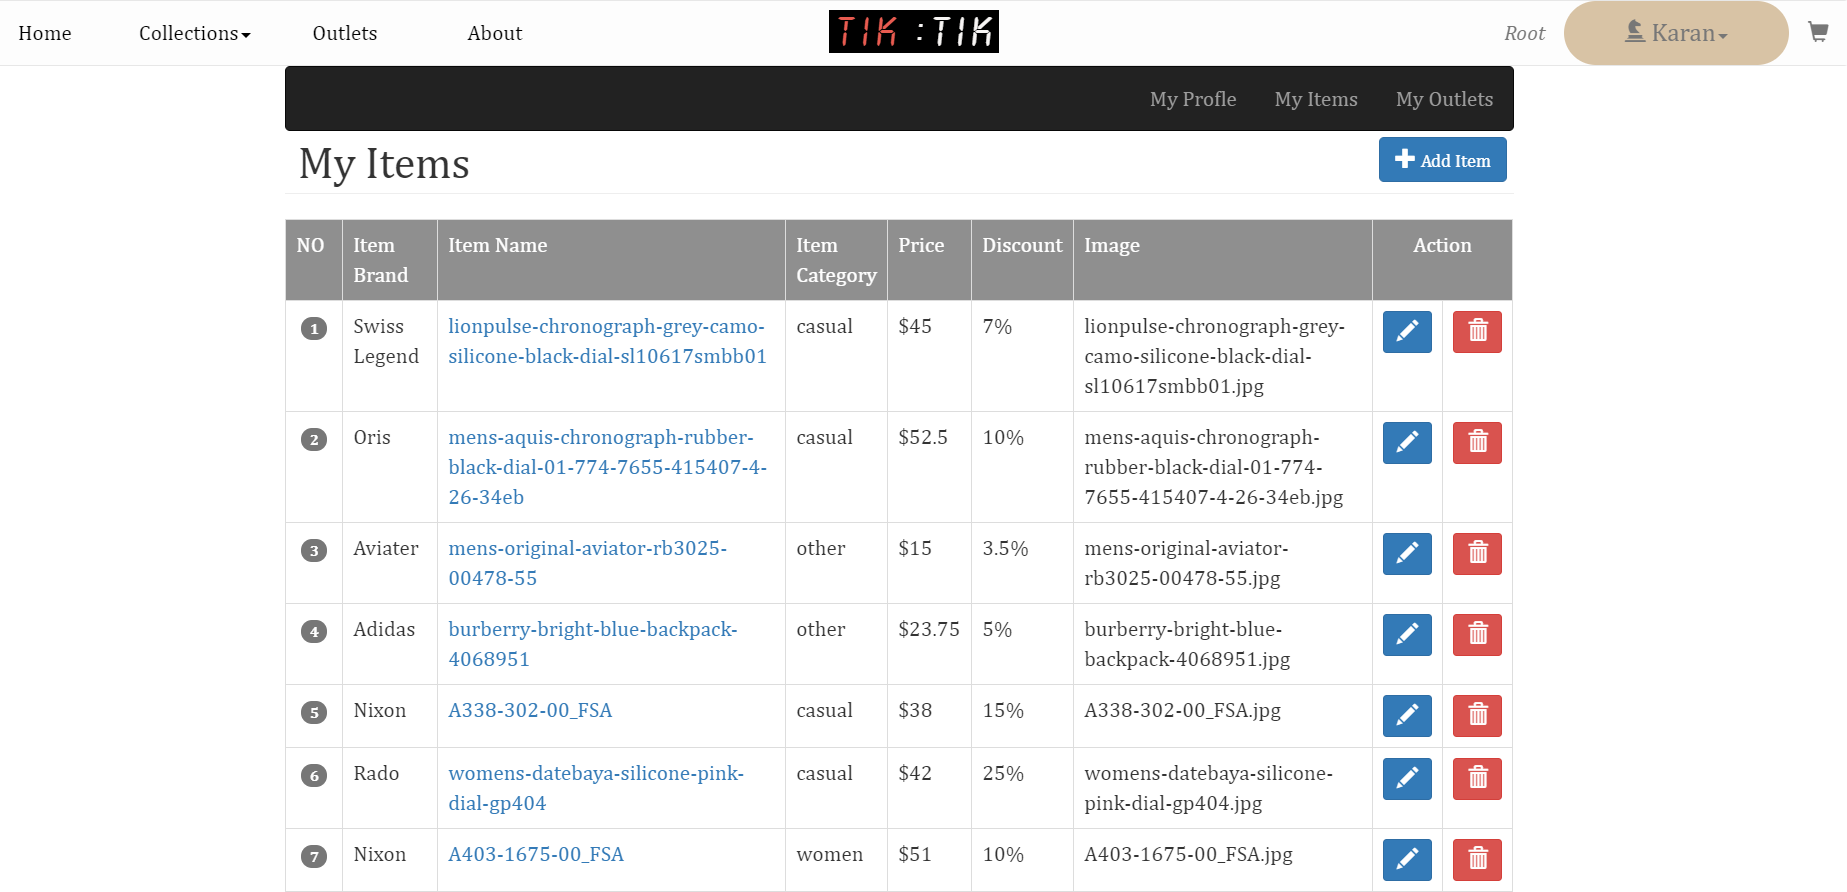 Home Collections Outlets About TIK :TIK Root Karan
My Profle My Items My Outlets
My Items Add Item
NO Item Brand Item Name Item Category Price Discount Image Action
1 Swiss Legend lionpulse-chronograph-grey-camo-silicone-black-dial-sl10617smbb01 casual $45 7% lionpulse-chronograph-grey-camo-silicone-black-dial-sl10617smbb01.jpg
2 Oris mens-aquis-chronograph-rubber-black-dial-01-774-7655-415407-4-26-34eb casual $52.5 10% mens-aquis-chronograph-rubber-black-dial-01-774-7655-415407-4-26-34eb.jpg
3 Aviater mens-original-aviator-rb3025-00478-55 other $15 3.5% mens-original-aviator-rb3025-00478-55.jpg
4 Adidas burberry-bright-blue-backpack-4068951 other $23.75 5% burberry-bright-blue-backpack-4068951.jpg
5 Nixon A338-302-00_FSA casual $38 15% A338-302-00_FSA.jpg
6 Rado womens-datebaya-silicone-pink-dial-gp404 casual $42 25% womens-datebaya-silicone-pink-dial-gp404.jpg
7 Nixon A403-1675-00_FSA women $51 10% A403-1675-00_FSA.jpg